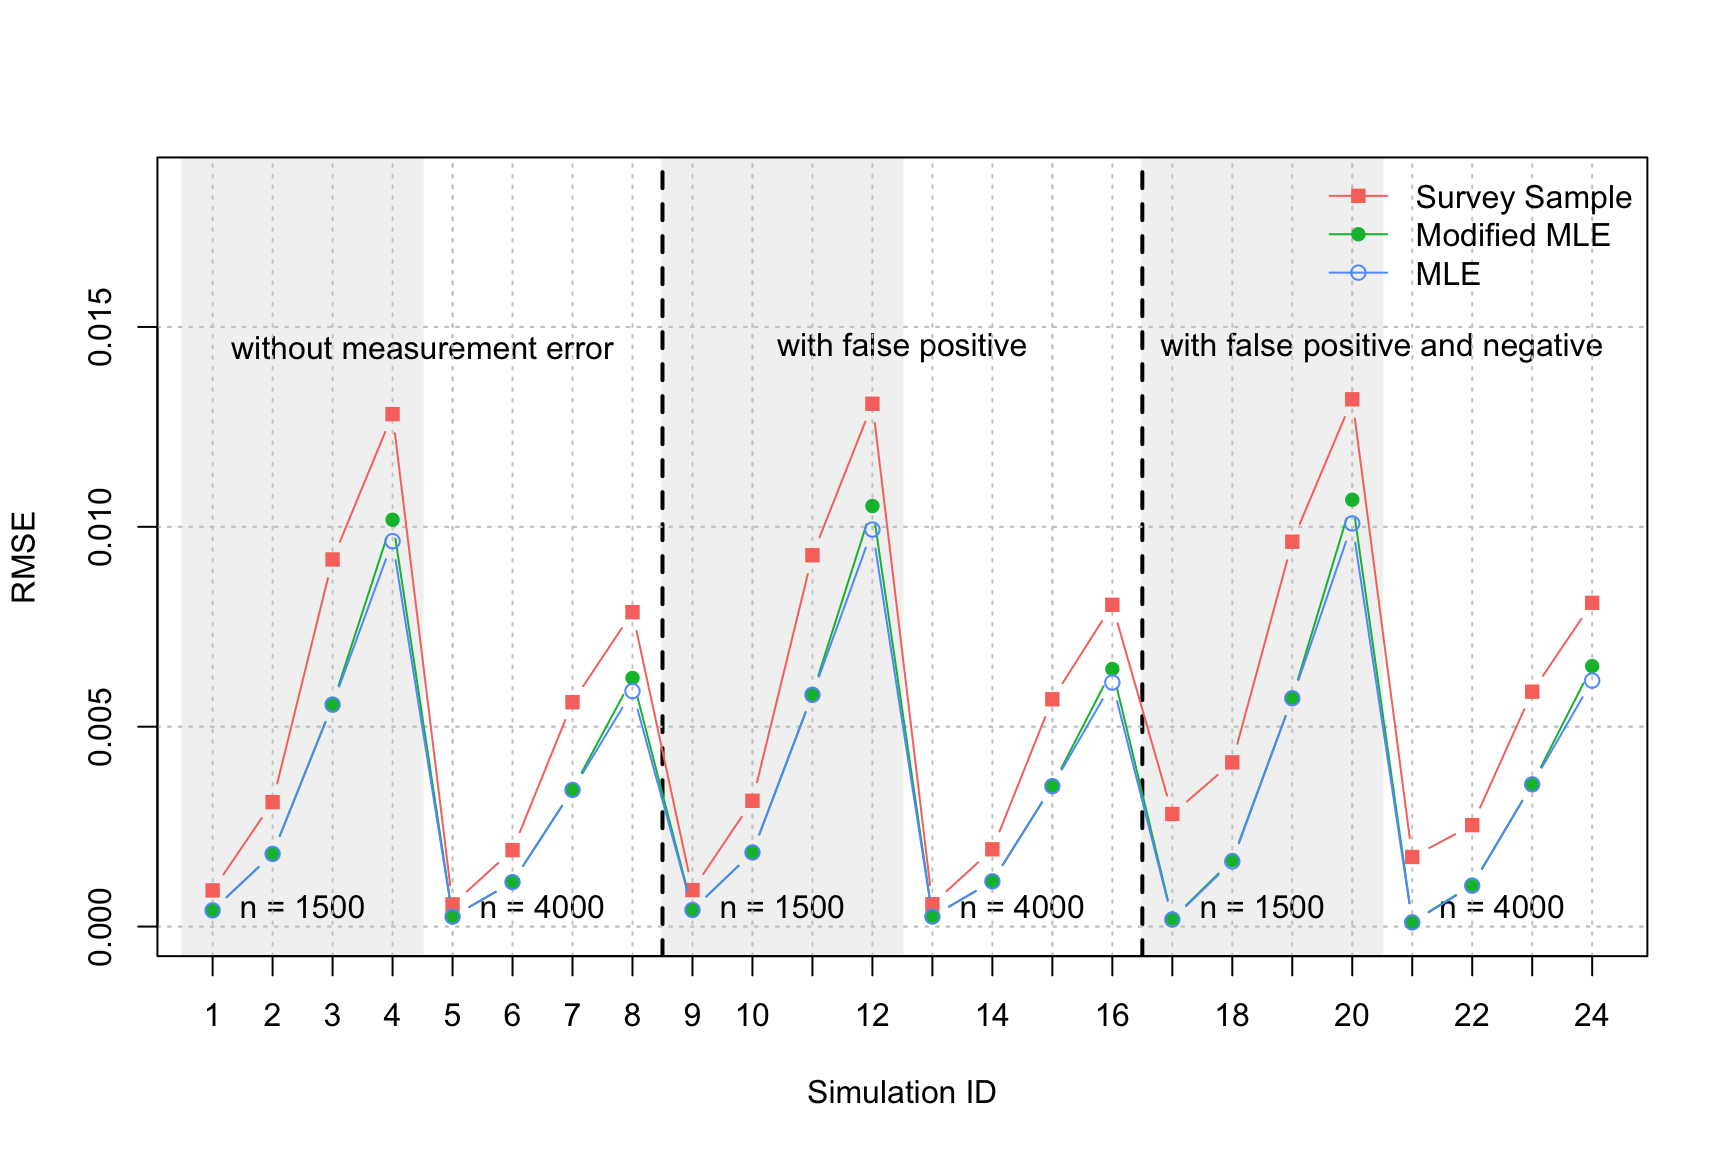 Survey Sample
Modified MLE
MLE
0.015
0.010
0.005
0.000
RMSE
without measurement error
with false positive
with false positive and negative
n = 1500
n = 4000
n = 1500
n = 4000
n = 1500
n = 4000
1 2 3 4 5 6 7 8 9 10 12 14 16 18 20 22 24
Simulation ID